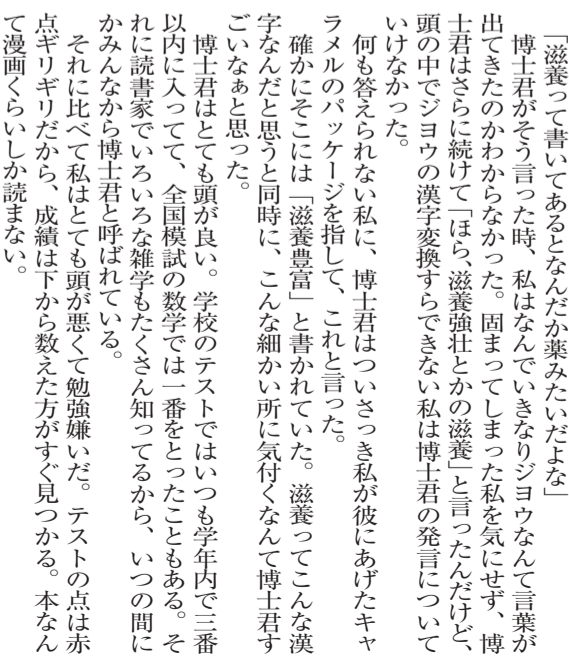 「滋養って書いてあるとなんだか薬みたいだよな」
　博士君がそう言った時、私はなんでいきなりジヨウなんて言葉が
出てきたのかわからなかった。固まってしまった私を気にせず、博
士君はさらに続けて「ほら、滋養強壮とかの滋養」と言ったんだけど、
頭の中でジヨウの漢字変換すらできない私は博士君の発言について
いけなかった。
　何も答えられない私に、博士君はついさっき私が彼にあげたキャ
ラメルのパッケージを指して、これと言った。
　確かにそこには「滋養豊富」と書かれていた。滋養ってこんな漢
字なんだと思うと同時に、こんな細かい所に気付くなんて博士君す
ごいなぁと思った。
　博士君はとても頭が良い。学校のテストではいつも学年内で三番
以内に入ってて、全国模試の数学では一番をとったこともある。そ
れに読書家でいろいろな雑学もたくさん知ってるから、いつの間に
かみんなから博士君と呼ばれている。
　それに比べて私はとても頭が悪くて勉強嫌いだ。テストの点は赤
点ギリギリだから、成績は下から数えた方がすぐ見つかる。本なん
て漫画くらいしか読まない。